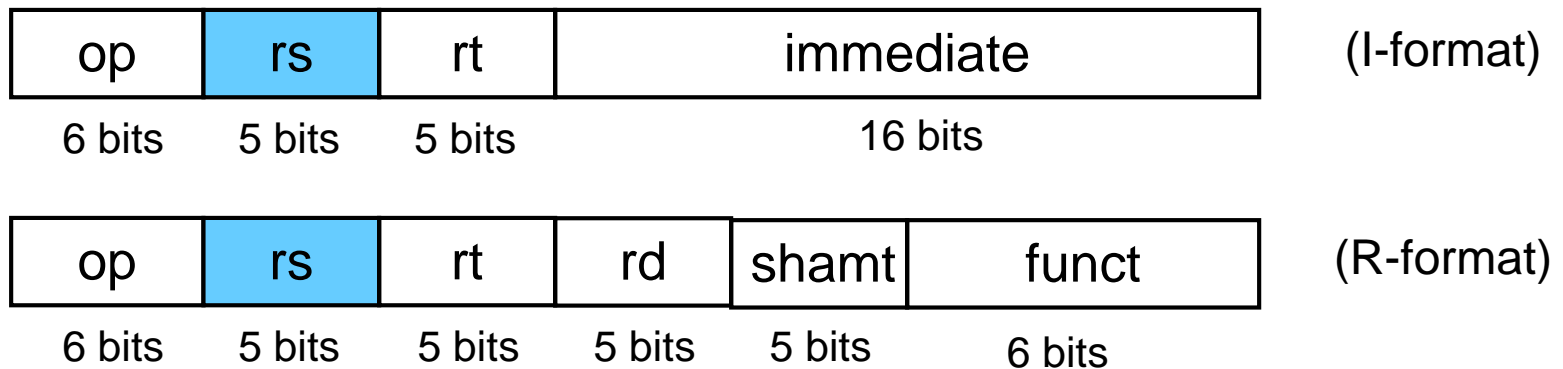 op rs rt immediate (I-format)
6 bits 5 bits 5 bits 16 bits
op rs rt rd shamt funct (R-format)
6 bits 5 bits 5 bits 5 bits 5 bits 6 bits